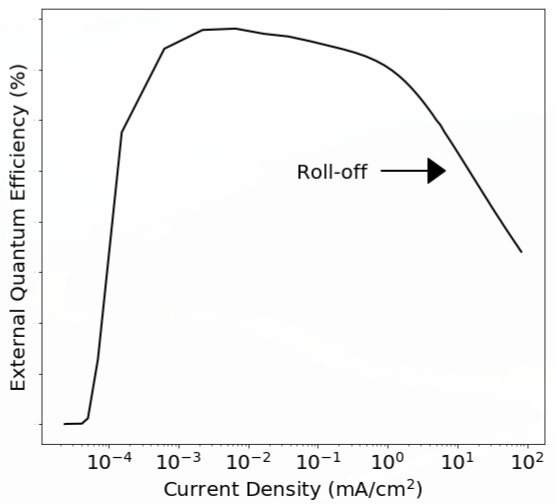 External Quantum Efficiency (%)
Roll-off
10⁻⁴ 10⁻³ 10⁻² 10⁻¹ 10⁰ 10¹ 10²
Current Density (mA/cm²)